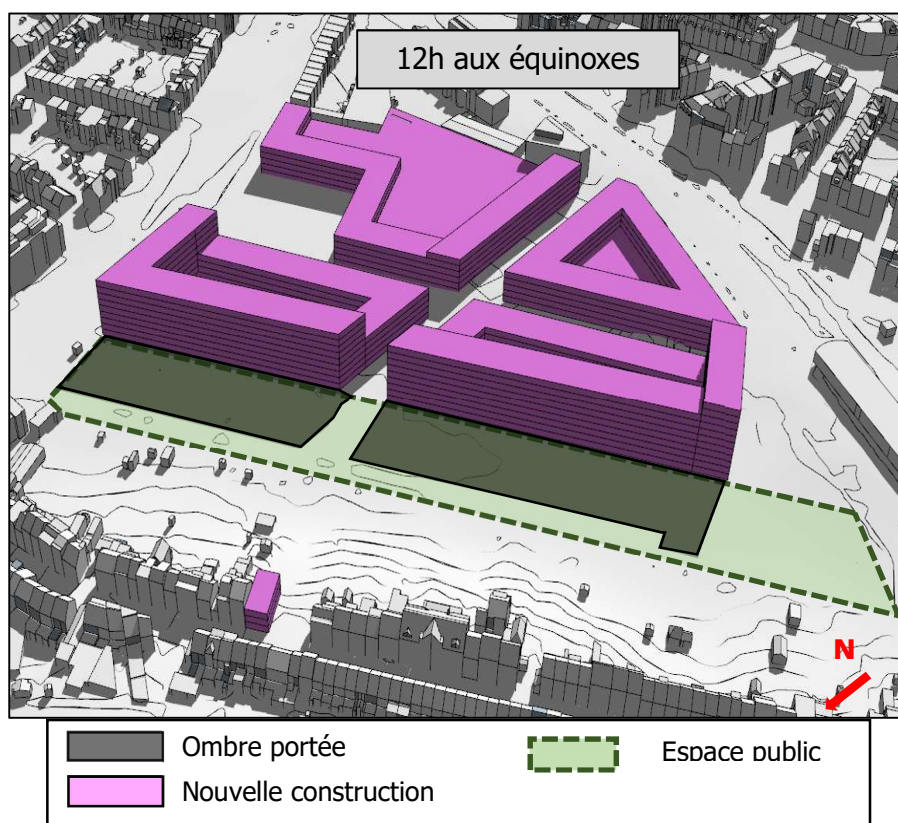 12h aux équinoxes
N
Ombre portée
Espace public
Nouvelle construction